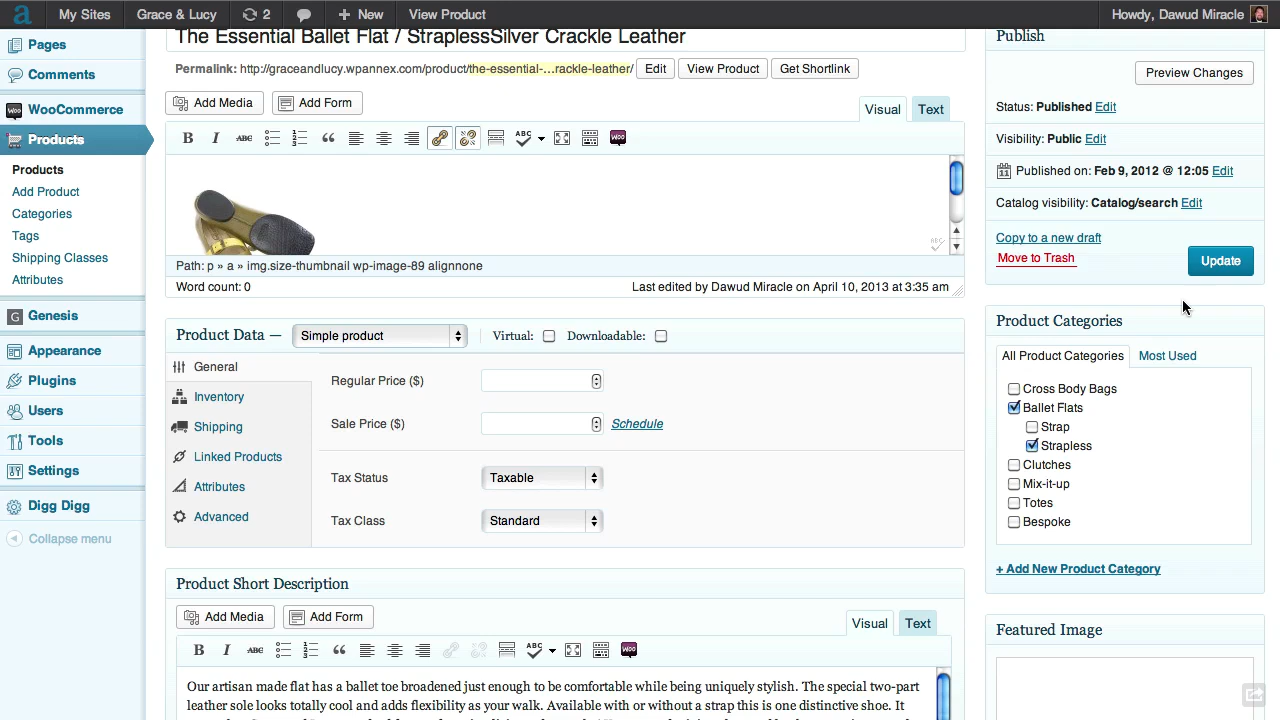 My Sites Grace & Lucy 2 New View Product Howdy, Dawud Miracle
Pages
Comments
WooCommerce
Products
Products
Add Product
Categories
Tags
Shipping Classes
Attributes
Genesis
Appearance
Plugins
Users
Tools
Settings
Digg Digg
Collapse menu
The Essential Ballet Flat / StraplessSilver Crackle Leather
Permalink: http://graceandlucy.wpannex.com/product/the-essential-...rackle-leather/ Edit View Product Get Shortlink
Add Media Add Form
Visual Text
B I ABC ABC
Path: p » a » img.size-thumbnail wp-image-89 alignnone
Word count: 0 Last edited by Dawud Miracle on April 10, 2013 at 3:35 am
Product Data — Simple product Virtual: Downloadable:
General
Inventory
Shipping
Linked Products
Attributes
Advanced
Regular Price ($)
Sale Price ($) Schedule
Tax Status Taxable
Tax Class Standard
Product Short Description
Add Media Add Form
Visual Text
B I ABC ABC
Our artisan made flat has a ballet toe broadened just enough to be comfortable while being uniquely stylish. The special two-part
leather sole looks totally cool and adds flexibility as your walk. Available with or without a strap this is one distinctive shoe. It
Publish
Preview Changes
Status: Published Edit
Visibility: Public Edit
Published on: Feb 9, 2012 @ 12:05 Edit
Catalog visibility: Catalog/search Edit
Copy to a new draft
Move to Trash
Update
Product Categories
All Product Categories Most Used
Cross Body Bags
Ballet Flats
Strap
Strapless
Clutches
Mix-it-up
Totes
Bespoke
+ Add New Product Category
Featured Image